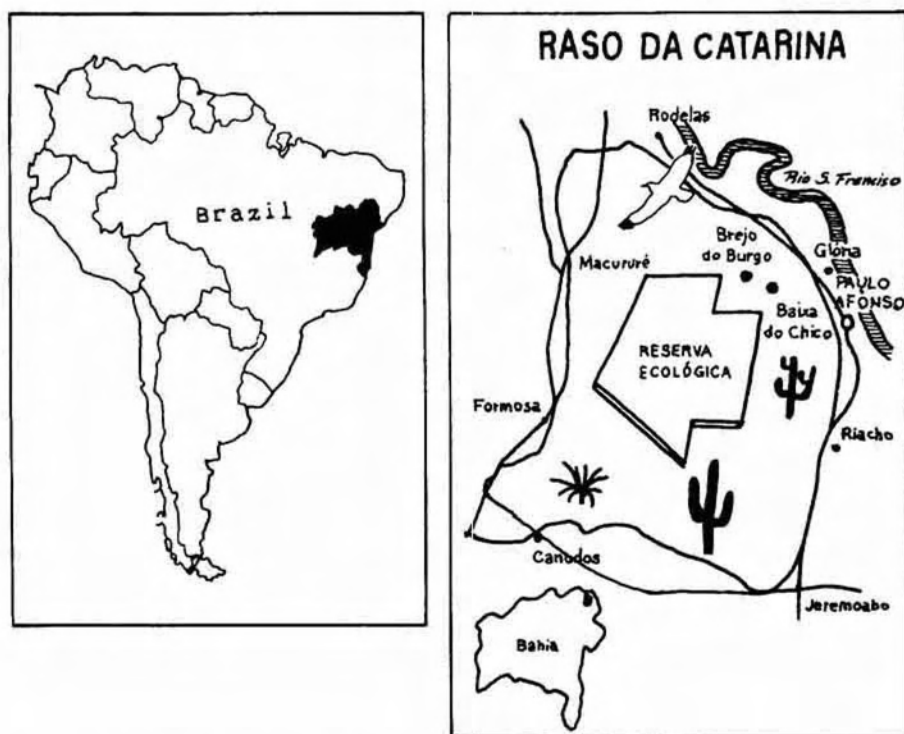 Brazil
RASO DA CATARINA
Rodelas
Rio S. Francisco
Brejo
do Burgo
Glória
Macururé
PAULO
AFONSO
Baixa
do Chico
RESERVA
ECOLÓGICA
Formosa
Riacho
Canudos
Jeremoabo
Bahia